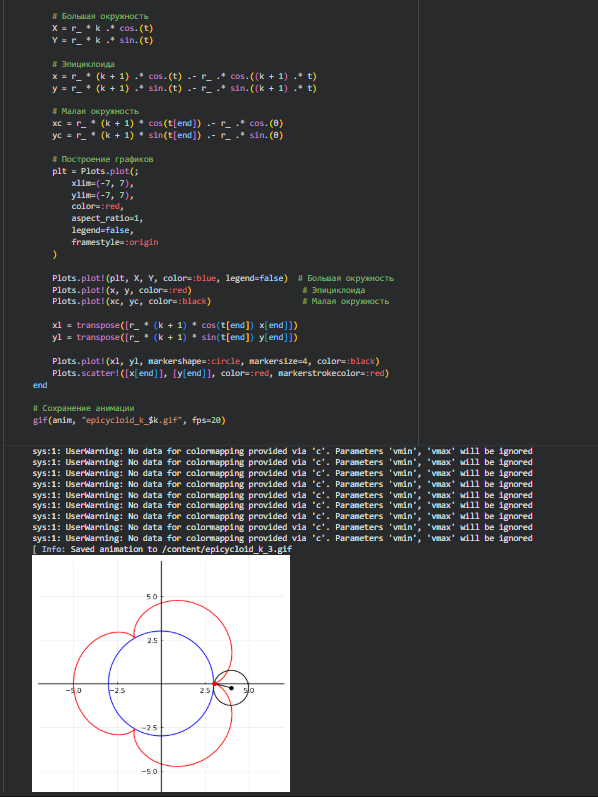 # Большая окружность
X = r_ * k .* cos.(t)
Y = r_ * k .* sin.(t)
# Эпициклоида
x = r_ * (k + 1) .* cos.(t) .- r_ .* cos.((k + 1) .* t)
y = r_ * (k + 1) .* sin.(t) .- r_ .* sin.((k + 1) .* t)
# Малая окружность
xc = r_ * (k + 1) * cos(t[end]) .- r_ .* cos.(θ)
yc = r_ * (k + 1) * sin(t[end]) .- r_ .* sin.(θ)
# Построение графиков
plt = Plots.plot(;
xlim=(-7, 7),
ylim=(-7, 7),
color=:red,
aspect_ratio=1,
legend=false,
framestyle=:origin
)
Plots.plot!(plt, X, Y, color=:blue, legend=false)  # Большая окружность
Plots.plot!(x, y, color=:red)  # Эпициклоида
Plots.plot!(xc, yc, color=:black)  # Малая окружность
xl = transpose([r_ * (k + 1) * cos(t[end]) x[end]])
yl = transpose([r_ * (k + 1) * sin(t[end]) y[end]])
Plots.plot!(xl, yl, markershape=:circle, markersize=4, color=:black)
Plots.scatter!([x[end]], [y[end]], color=:red, markerstrokecolor=:red)
end
# Сохранение анимации
gif(anim, "epicycloid_k_$k.gif", fps=20)
sys:1: UserWarning: No data for colormapping provided via 'c'. Parameters 'vmin', 'vmax' will be ignored
sys:1: UserWarning: No data for colormapping provided via 'c'. Parameters 'vmin', 'vmax' will be ignored
sys:1: UserWarning: No data for colormapping provided via 'c'. Parameters 'vmin', 'vmax' will be ignored
sys:1: UserWarning: No data for colormapping provided via 'c'. Parameters 'vmin', 'vmax' will be ignored
sys:1: UserWarning: No data for colormapping provided via 'c'. Parameters 'vmin', 'vmax' will be ignored
sys:1: UserWarning: No data for colormapping provided via 'c'. Parameters 'vmin', 'vmax' will be ignored
sys:1: UserWarning: No data for colormapping provided via 'c'. Parameters 'vmin', 'vmax' will be ignored
sys:1: UserWarning: No data for colormapping provided via 'c'. Parameters 'vmin', 'vmax' will be ignored
sys:1: UserWarning: No data for colormapping provided via 'c'. Parameters 'vmin', 'vmax' will be ignored
[ Info: Saved animation to /content/epicycloid_k_3.gif
5.0
2.5
−5.0 −2.5 2.5 5.0
−2.5
−5.0